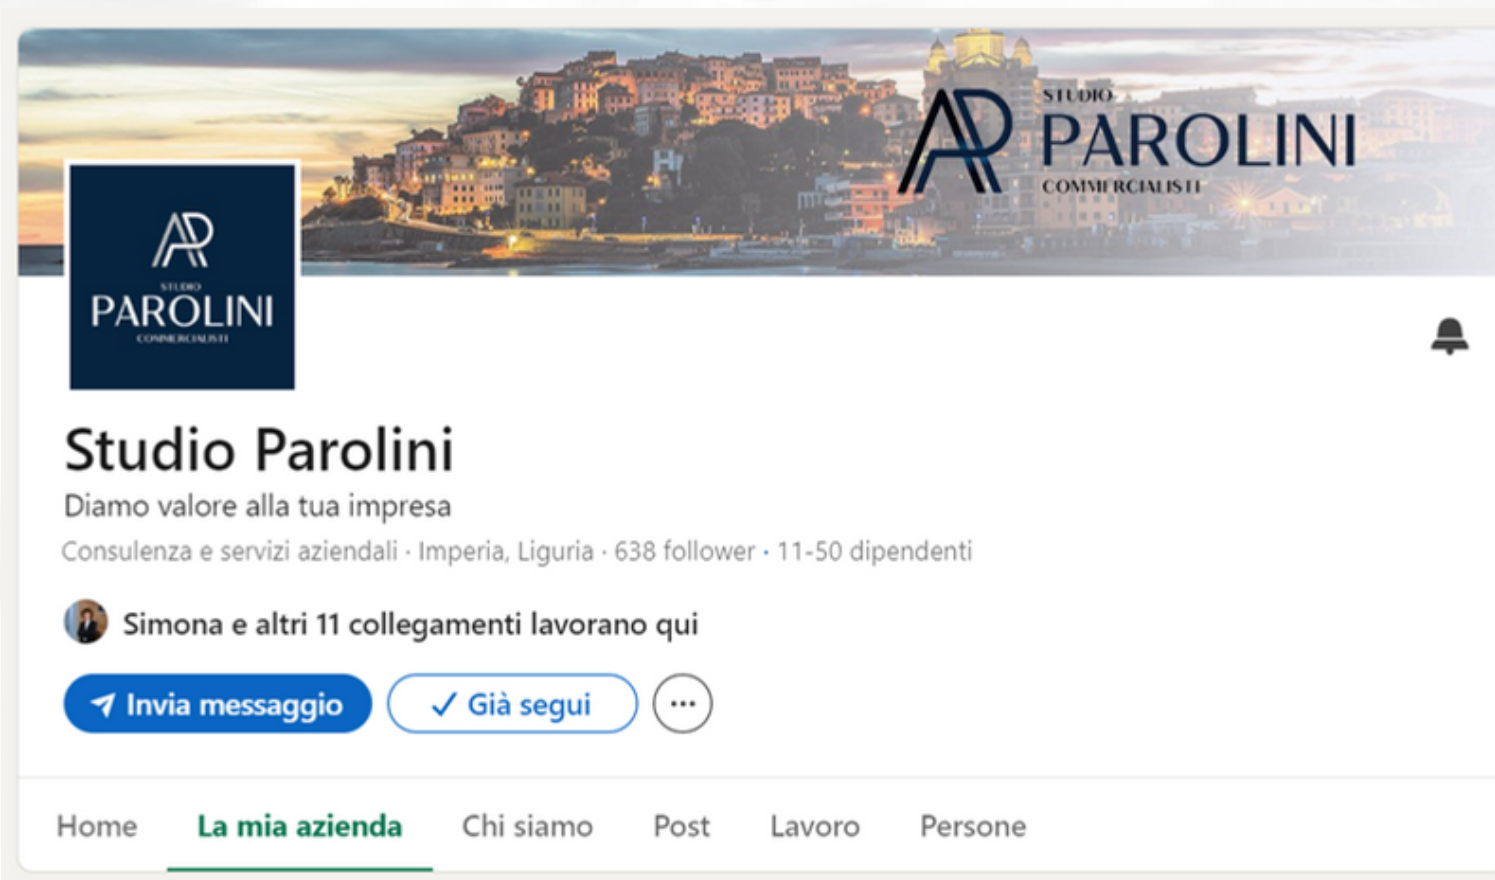 STUDIO
PAROLINI
COMMERCIALISTI
STUDIO
PAROLINI
COMMERCIALISTI
Studio Parolini
Diamo valore alla tua impresa
Consulenza e servizi aziendali · Imperia, Liguria · 638 follower · 11-50 dipendenti
Simona e altri 11 collegamenti lavorano qui
Invia messaggio
Già segui
Home
La mia azienda
Chi siamo
Post
Lavoro
Persone